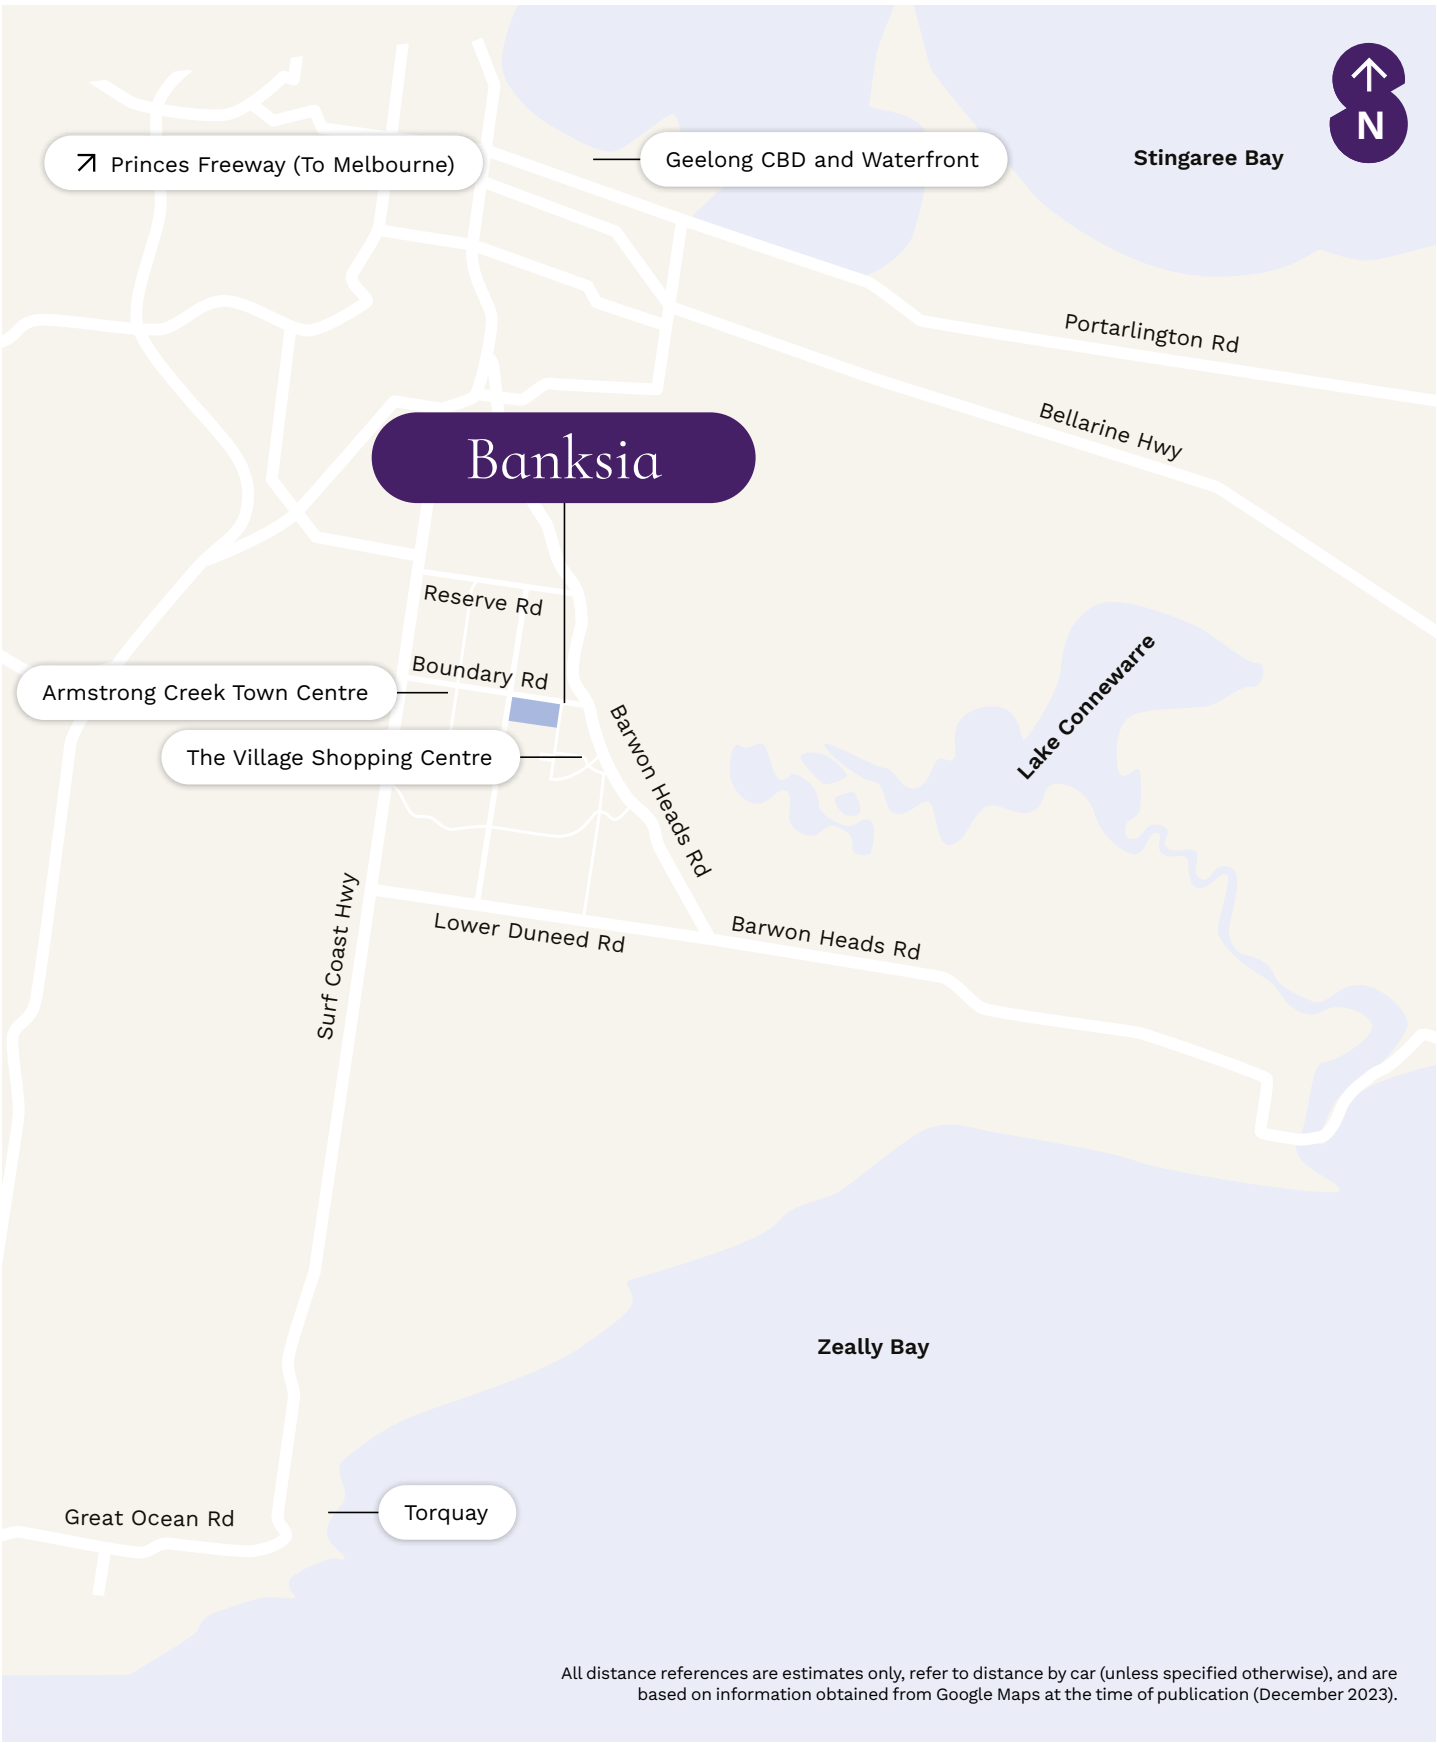 N
Stingaree Bay
Princes Freeway (To Melbourne)
Geelong CBD and Waterfront
Portarlington Rd
Bellarine Hwy
Banksia
Reserve Rd
Boundary Rd
Armstrong Creek Town Centre
The Village Shopping Centre
Barwon Heads Rd
Lake Connewarre
Surf Coast Hwy
Lower Duneed Rd
Barwon Heads Rd
Zeally Bay
Great Ocean Rd
Torquay
All distance references are estimates only, refer to distance by car (unless specified otherwise), and are
based on information obtained from Google Maps at the time of publication (December 2023).